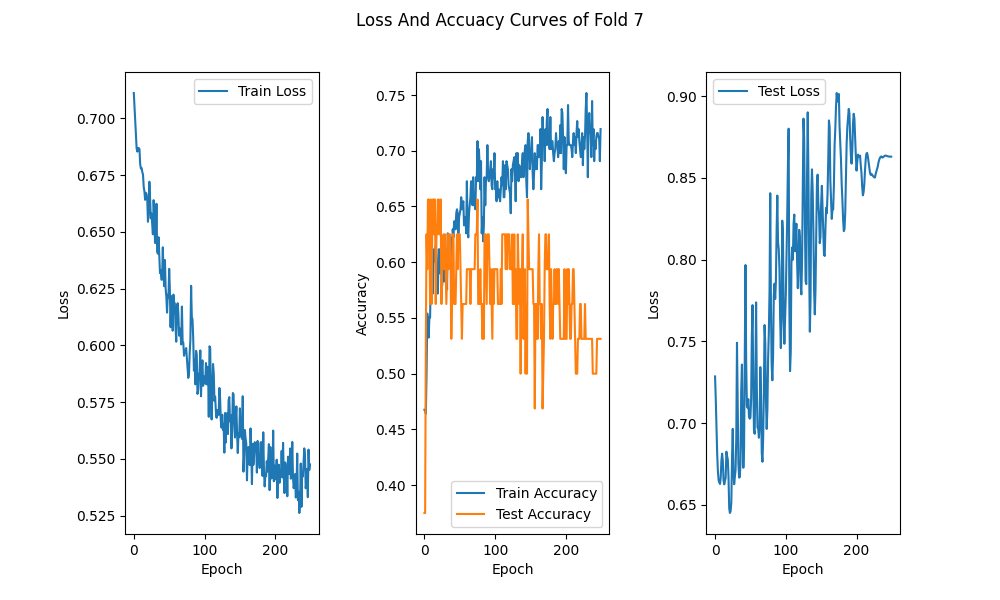 Loss And Accuacy Curves of Fold 7
Train Loss
0.700
0.675
0.650
0.625
0.600
0.575
0.550
0.525
0
100
200
Epoch
Loss
0.75
0.70
0.65
0.60
0.55
0.50
0.45
0.40
Train Accuracy
Test Accuracy
0
100
200
Epoch
Accuracy
Test Loss
0.90
0.85
0.80
0.75
0.70
0.65
0
100
200
Epoch
Loss